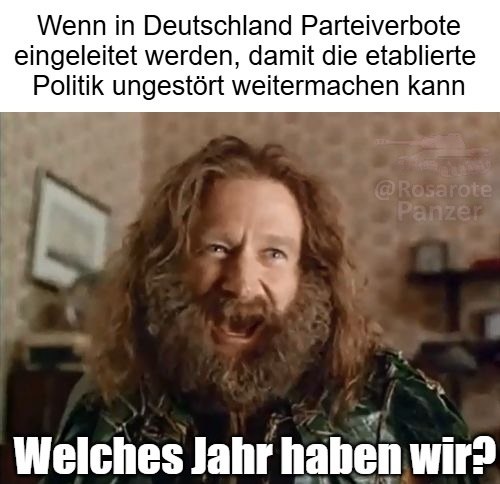 Wenn in Deutschland Parteiverbote
eingeleitet werden, damit die etablierte
Politik ungestört weitermachen kann
@Rosarote
Panzer
Welches Jahr haben wir?